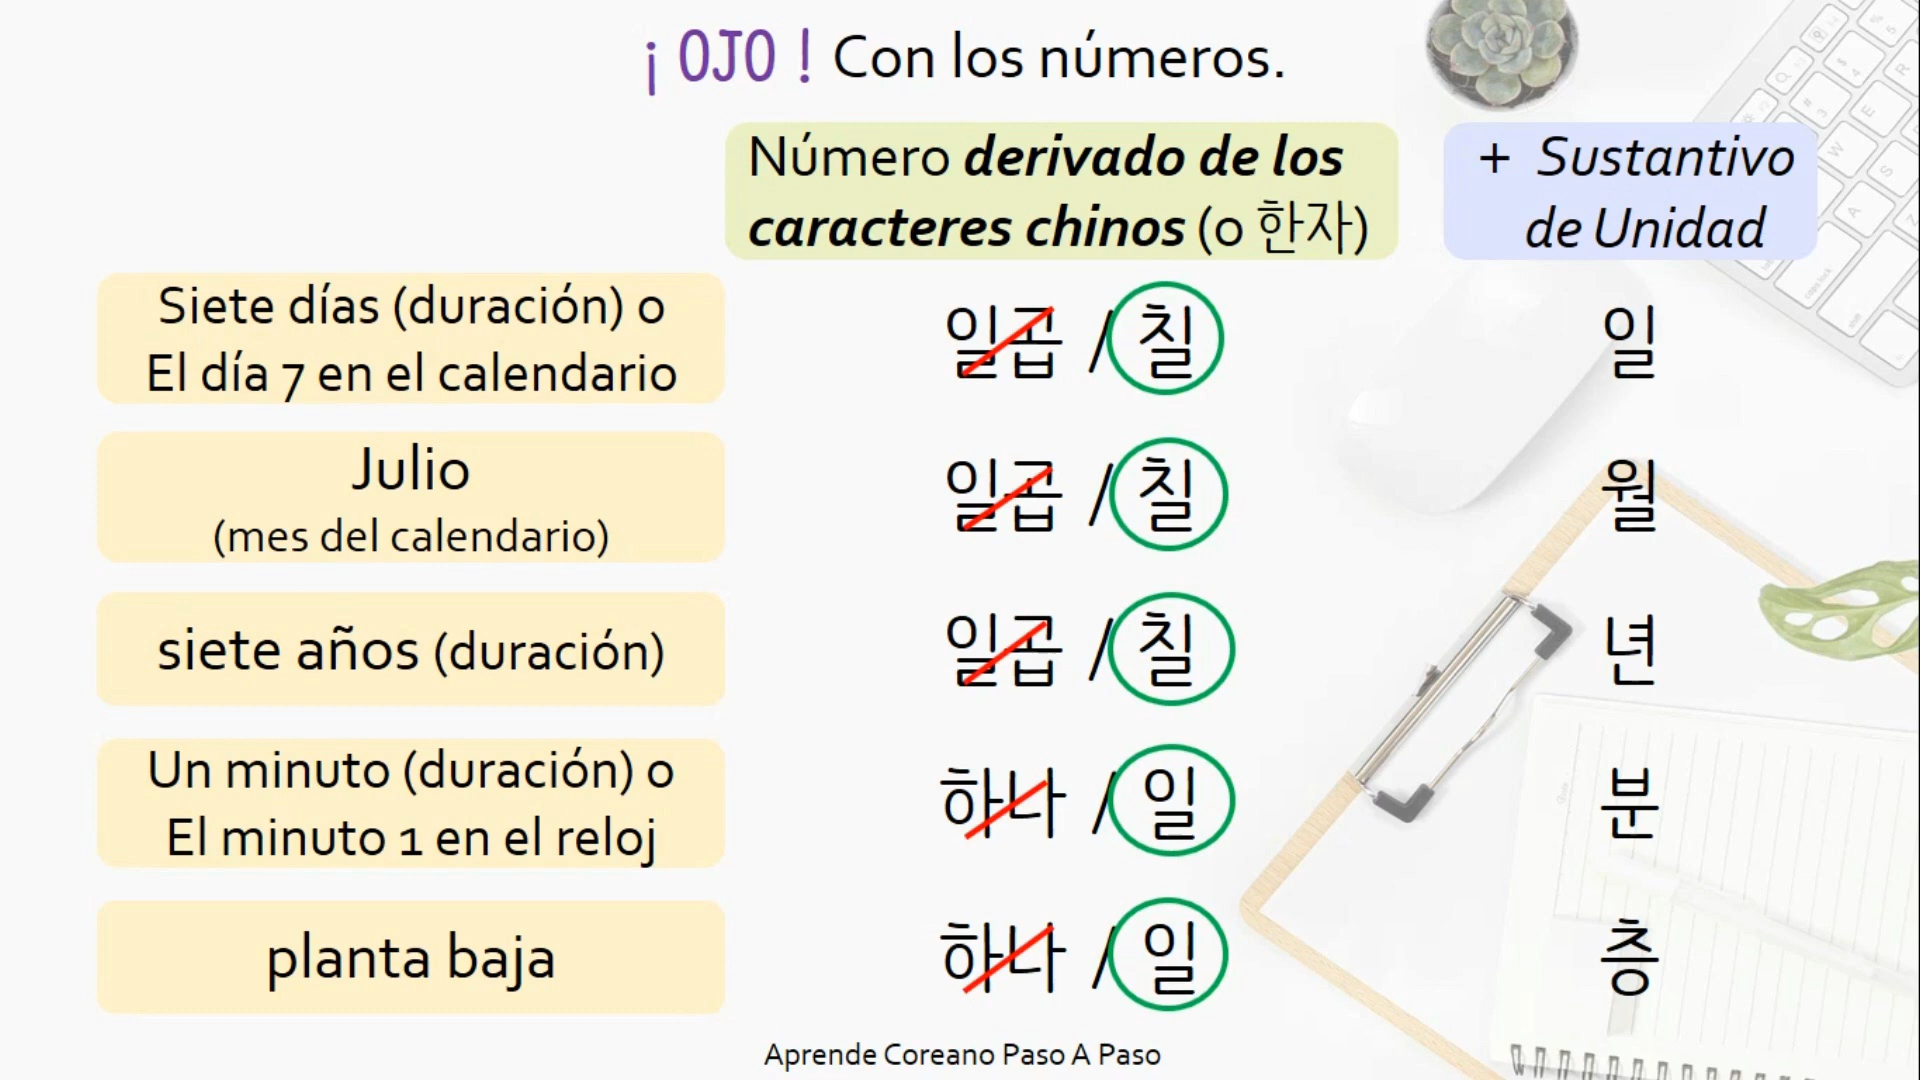 ¡ OJO ! Con los números.
Número derivado de los
caracteres chinos (o 한자)
+ Sustantivo
de Unidad
Siete días (duración) o
El día 7 en el calendario
일곱 / 칠
일
Julio
(mes del calendario)
일곱 / 칠
월
siete años (duración)
일곱 / 칠
년
Un minuto (duración) o
El minuto 1 en el reloj
하나 / 일
분
planta baja
하나 / 일
층
Aprende Coreano Paso A Paso